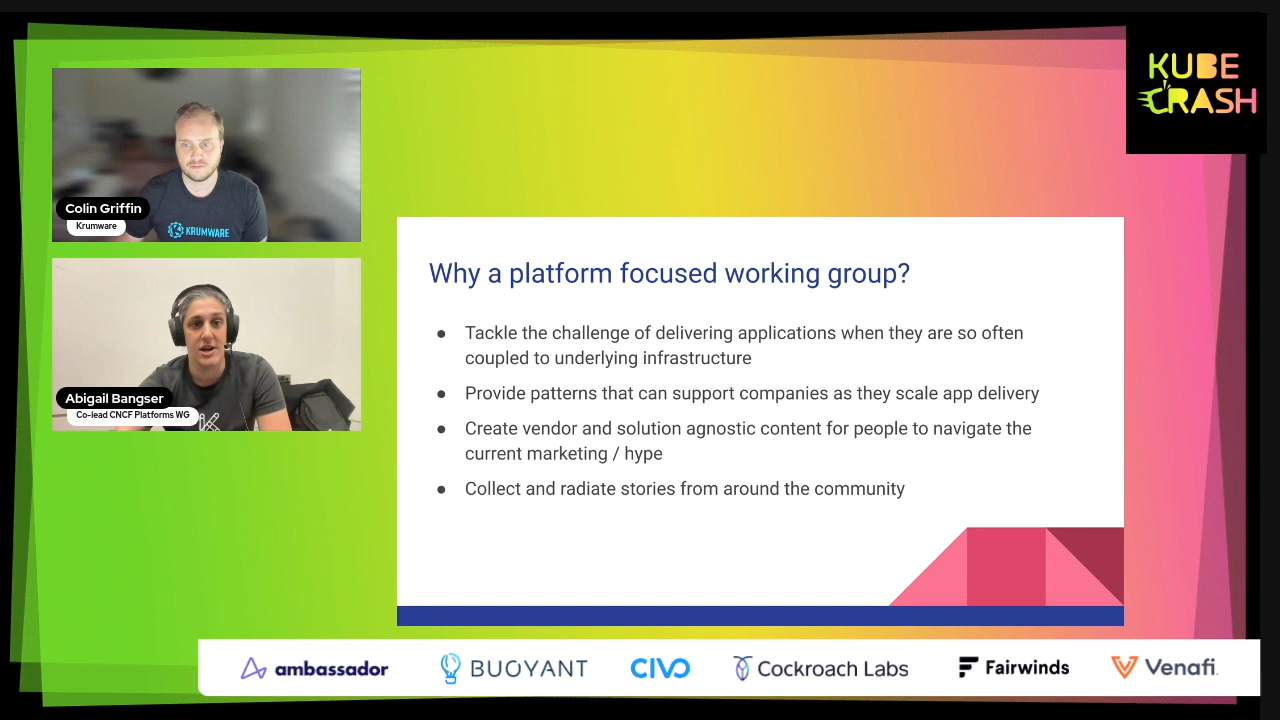 KUBE
CRASH
Colin Griffin
Krumware
KRUMWARE
Abigail Bangser
Co-lead CNCF Platforms WG
Why a platform focused working group?
● Tackle the challenge of delivering applications when they are so often
coupled to underlying infrastructure
● Provide patterns that can support companies as they scale app delivery
● Create vendor and solution agnostic content for people to navigate the
current marketing / hype
● Collect and radiate stories from around the community
ambassador
BUOYANT
CIVO
Cockroach Labs
Fairwinds
Venafi